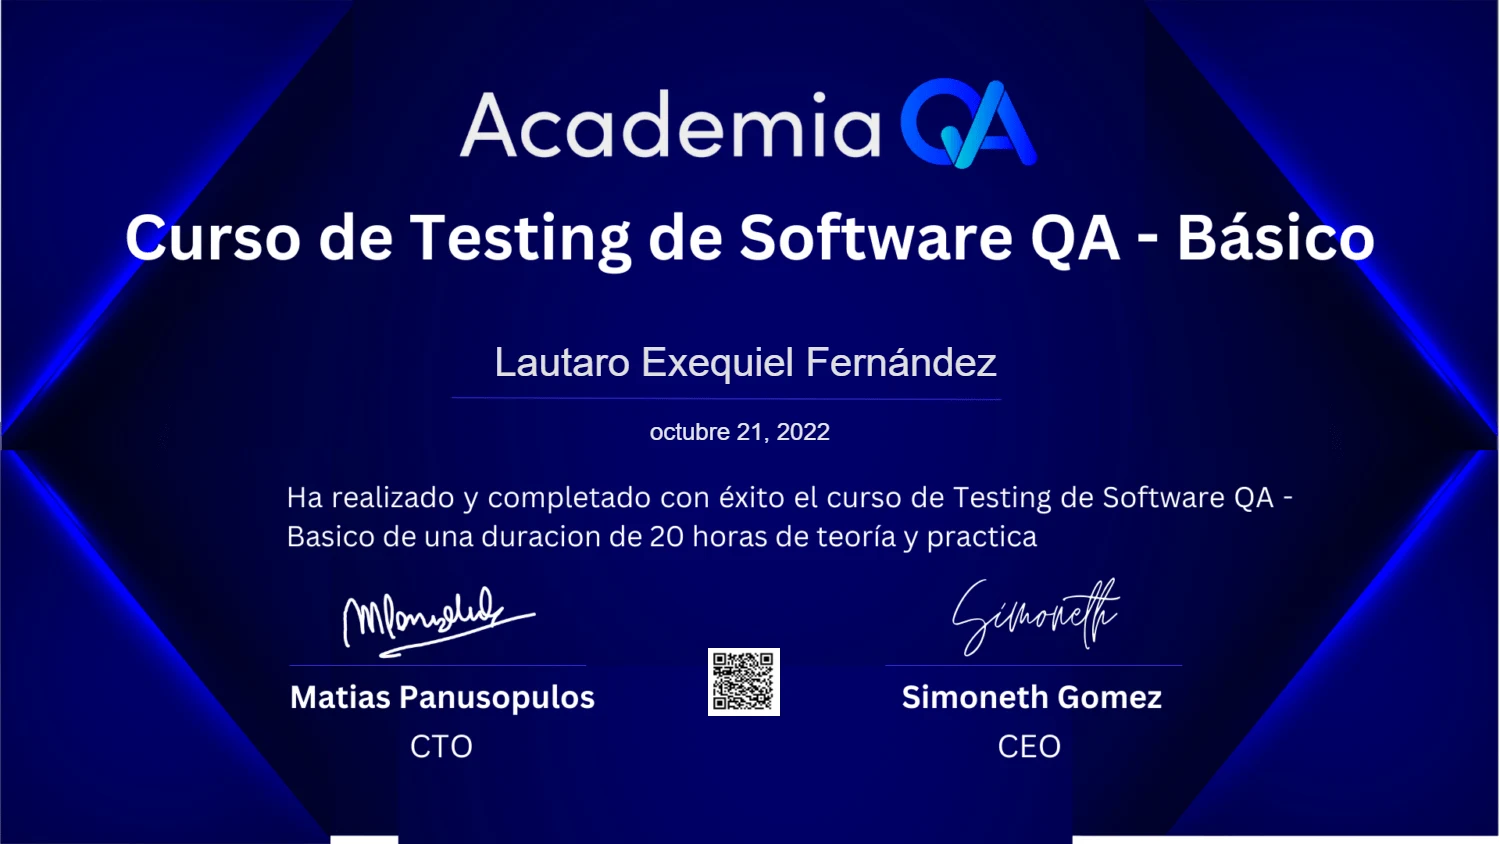 Academia QA
Curso de Testing de Software QA - Básico
Lautaro Exequiel Fernández
octubre 21, 2022
Ha realizado y completado con éxito el curso de Testing de Software QA -
Basico de una duracion de 20 horas de teoría y practica
Simoneth
Matias Panusopulos
Simoneth Gomez
CTO
CEO